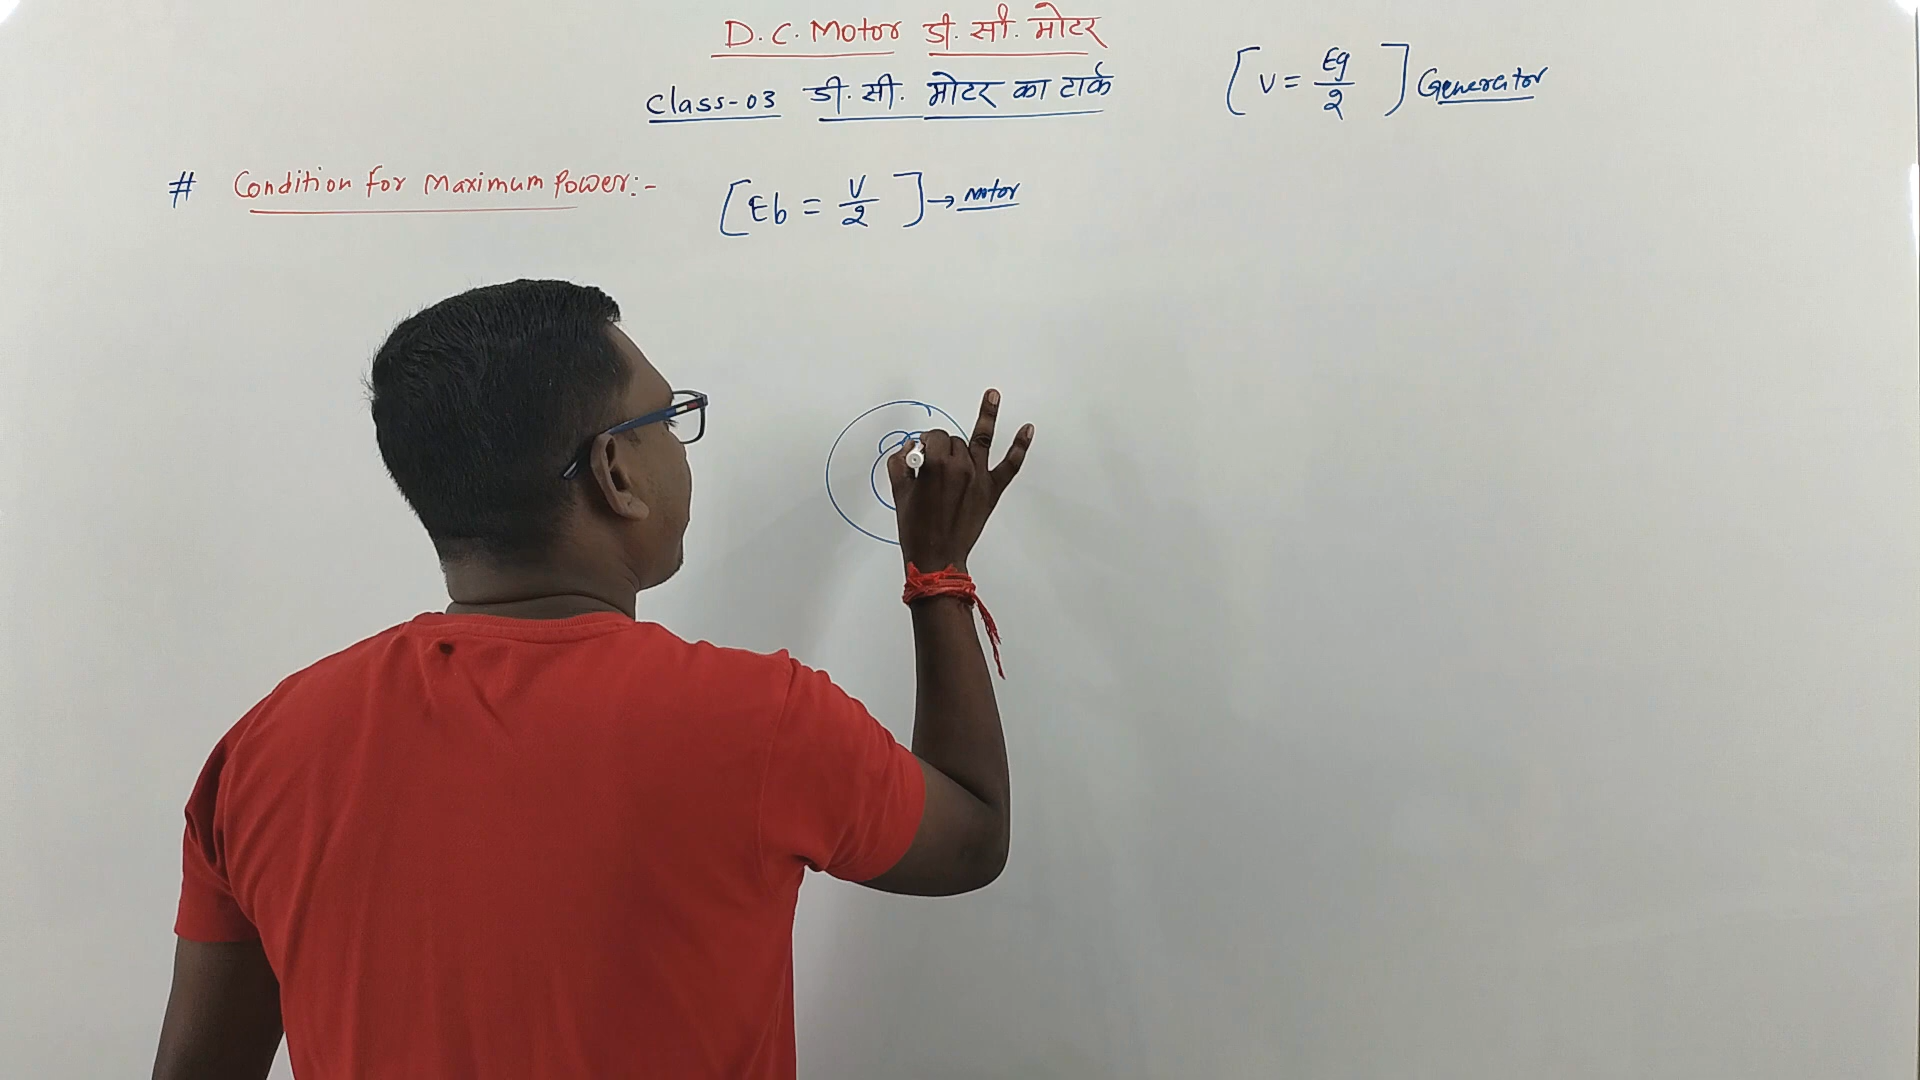 D.C. Motor डी. सी. मोटर
Class-03 डी. सी. मोटर का टार्क
[V = Eg/2] Generator
# Condition for Maximum Power:- [Eb = V/2] → motor